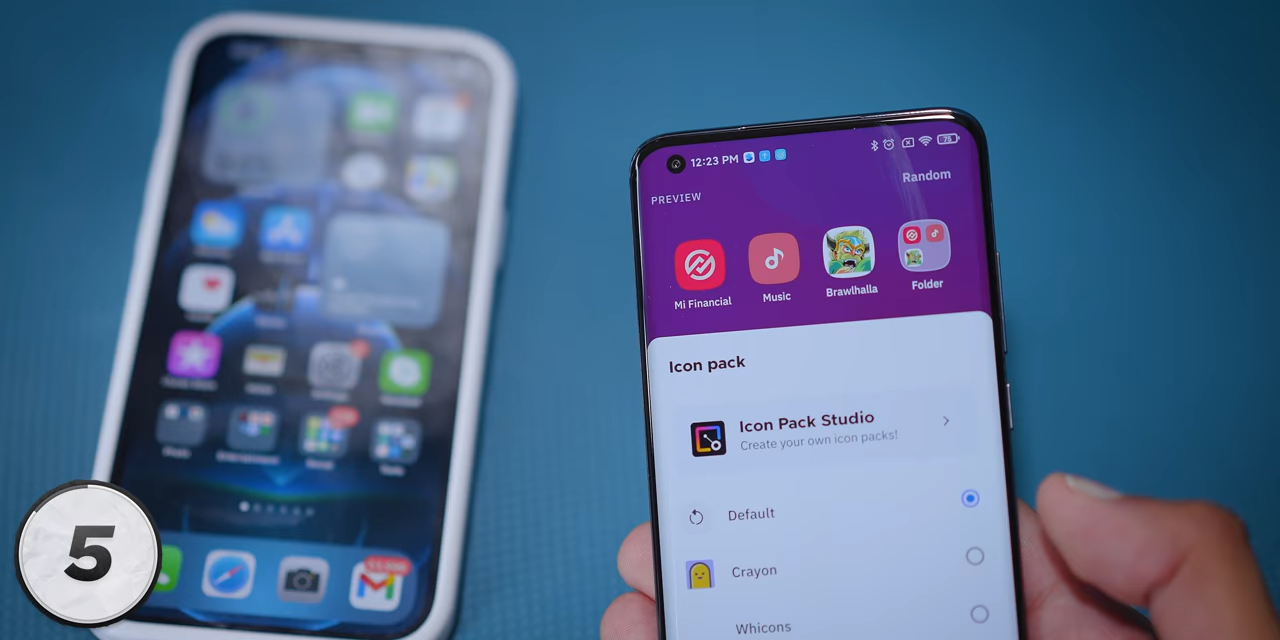 12:23 PM
75
Random
PREVIEW
Mi Financial
Music
Brawlhalla
Folder
Icon pack
Icon Pack Studio
Create your own icon packs!
Default
Crayon
Whicons
5